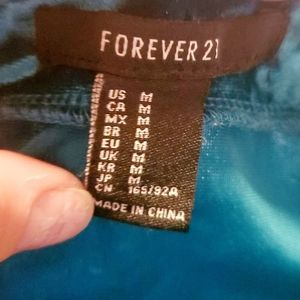 FOREVER 21
US M
CA M
MX M
BR M
EU M
UK M
KR M
JP M
CN 165/92A
MADE IN CHINA